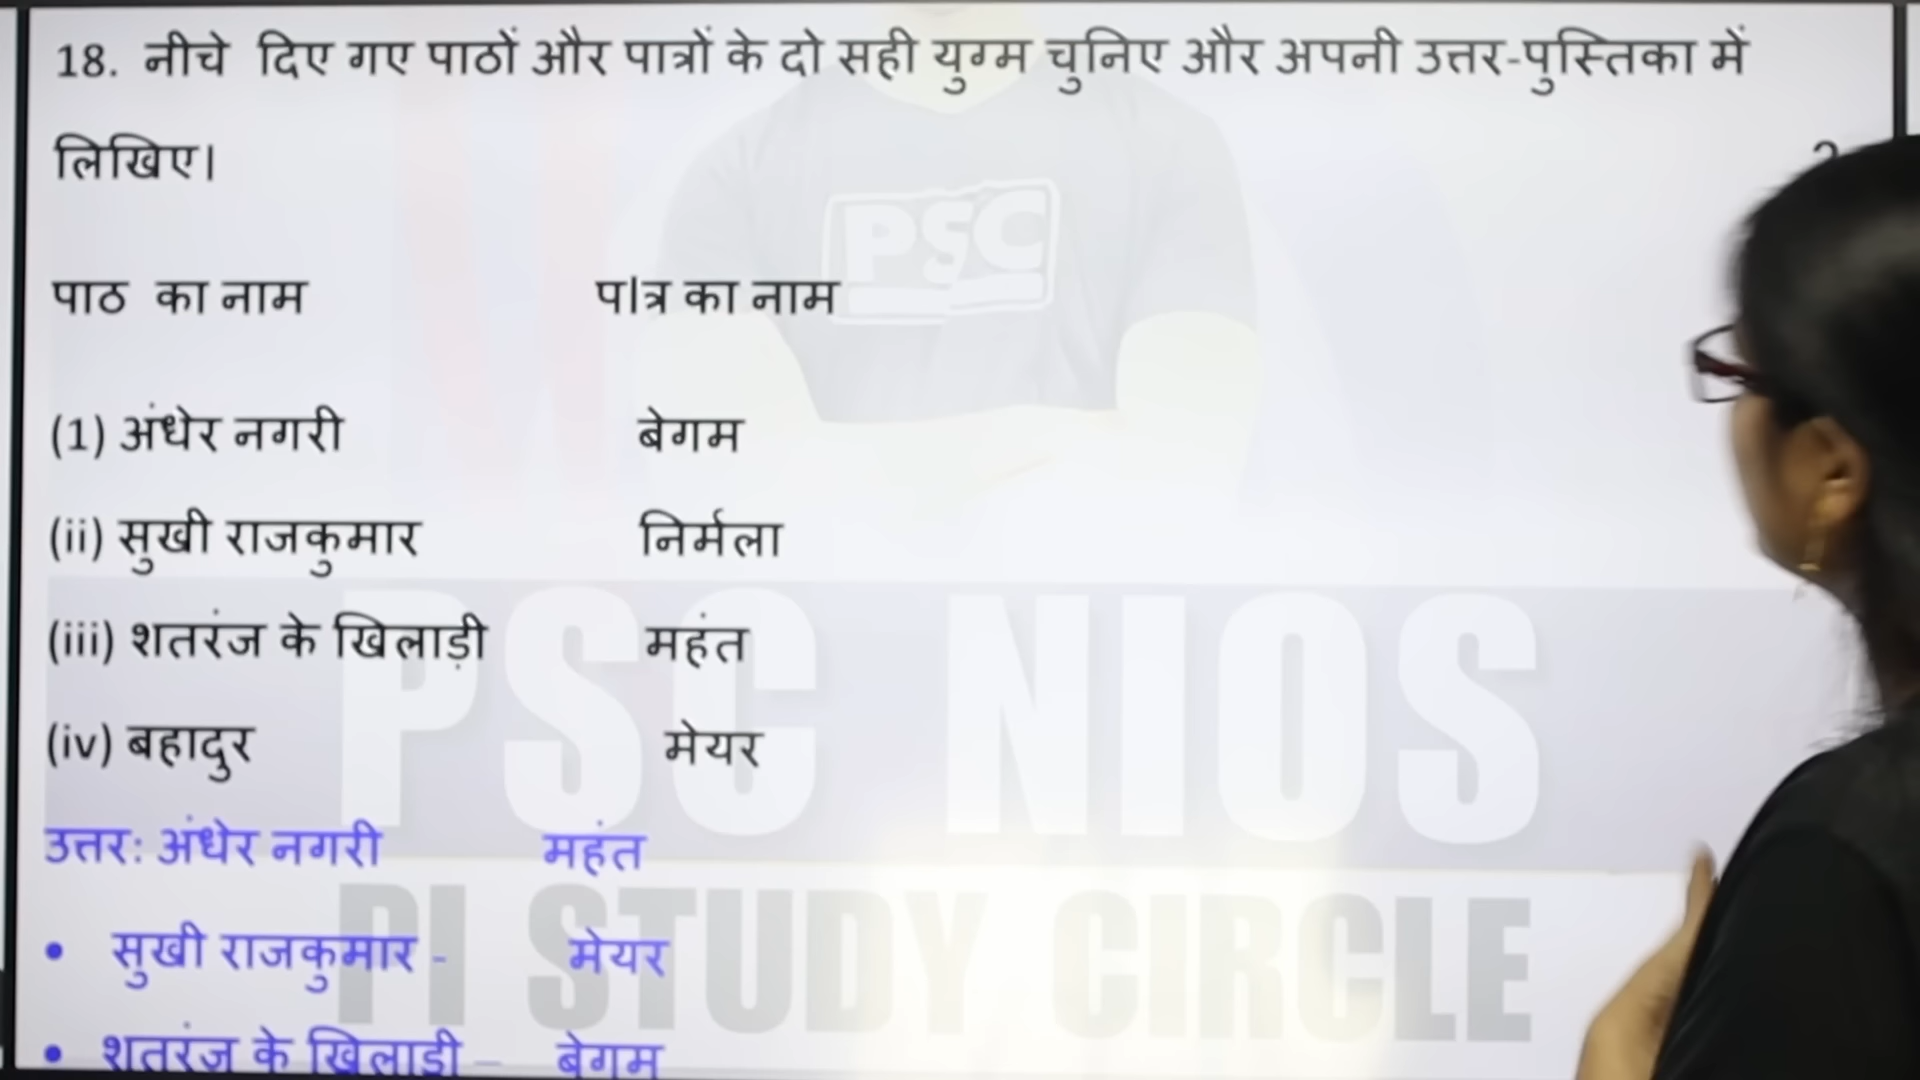 18. नीचे दिए गए पाठों और पात्रों के दो सही युग्म चुनिए और अपनी उत्तर-पुस्तिका में
लिखिए।
PSC
पाठ का नाम पात्र का नाम
(1) अंधेर नगरी बेगम
(ii) सुखी राजकुमार निर्मला
(iii) शतरंज के खिलाड़ी महंत
(iv) बहादुर मेयर
PSC NIOS
उत्तर: अंधेर नगरी महंत
PI STUDY CIRCLE
• सुखी राजकुमार - मेयर
• शतरंज के खिलाड़ी – बेगम